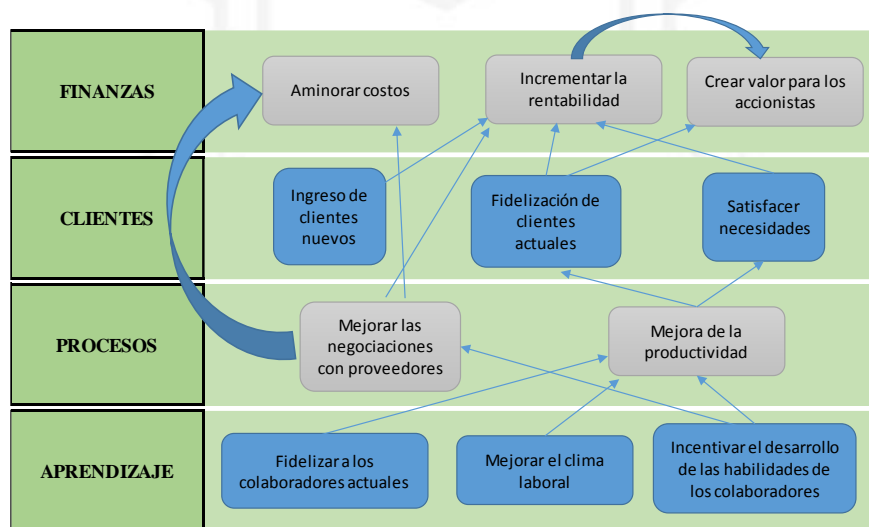 FINANZAS
Aminorar costos
Incrementar la
rentabilidad
Crear valor para los
accionistas
CLIENTES
Ingreso de
clientes
nuevos
Fidelización de
clientes
actuales
Satisfacer
necesidades
PROCESOS
Mejorar las
negociaciones
con proveedores
Mejora de la
productividad
APRENDIZAJE
Fidelizar a los
colaboradores actuales
Mejorar el clima
laboral
Incentivar el desarrollo
de las habilidades de
los colaboradores